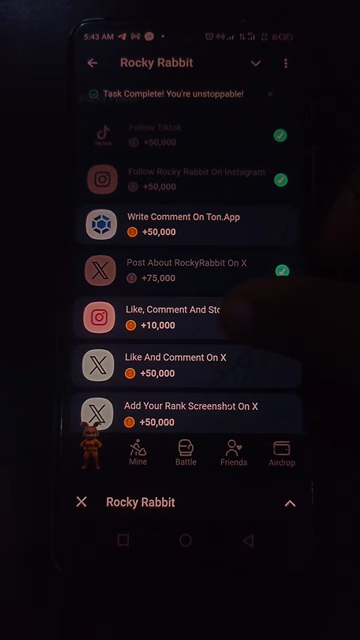 5:43 AM
Rocky Rabbit
Task Complete! You're unstoppable!
Follow Tiktok
+50,000
Follow Rocky Rabbit On Instagram
+50,000
Write Comment On Ton.App
+50,000
Post About RockyRabbit On X
+75,000
Like, Comment And Sto
+10,000
Like And Comment On X
+50,000
Add Your Rank Screenshot On X
+50,000
Mine Battle Friends Airdrop
Rocky Rabbit